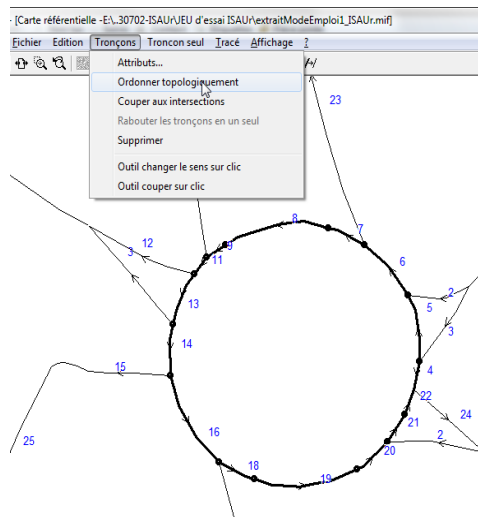 - [Carte référentielle -E:\..30702-ISAUr\JEU d'essai ISAUr\extraitModeEmploi1_ISAUr.mif]
Fichier Edition Tronçons Troncon seul Tracé Affichage ?
Attributs...
Ordonner topologiquement
Couper aux intersections
Rabouter les tronçons en un seul
Supprimer
Outil changer le sens sur clic
Outil couper sur clic
23
8
7
12
9
3
11
6
2
13
5
3
14
15
4
22
24
16
21
2
25
20
18
19